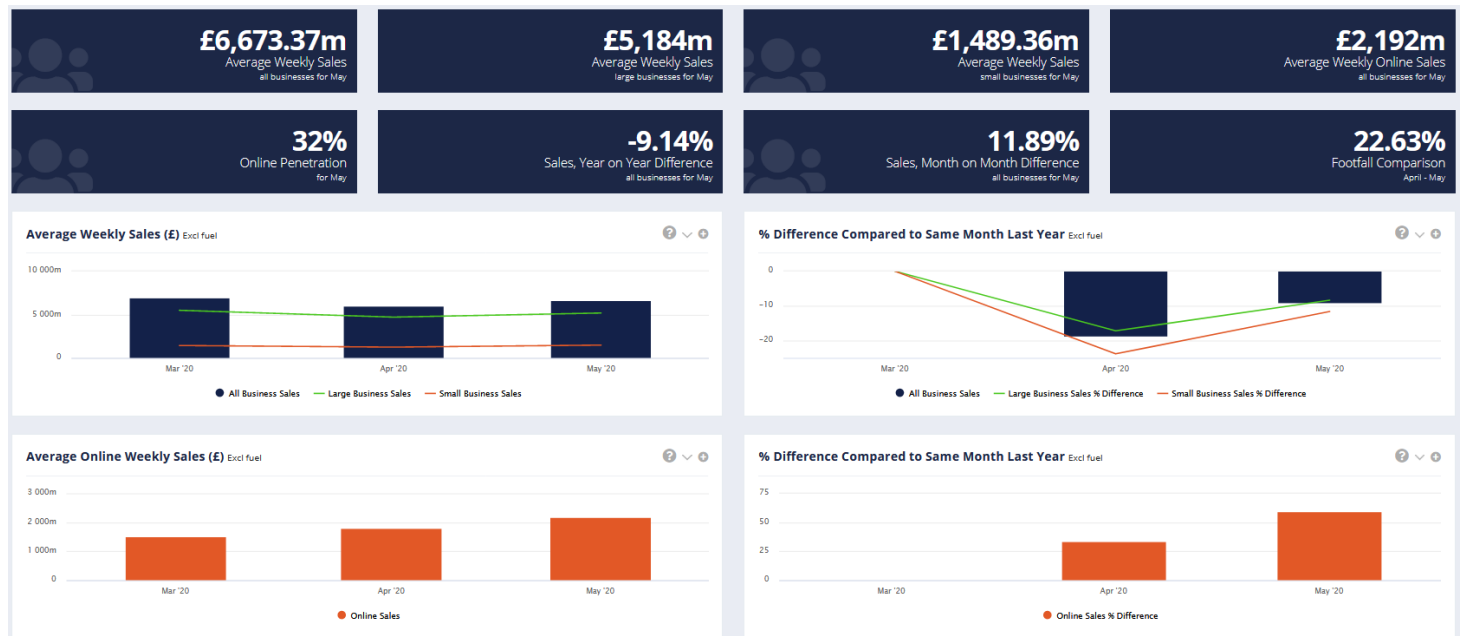 £6,673.37m
Average Weekly Sales
all businesses for May
£5,184m
Average Weekly Sales
large businesses for May
£1,489.36m
Average Weekly Sales
small businesses for May
£2,192m
Average Weekly Online Sales
all businesses for May
32%
Online Penetration
for May
-9.14%
Sales, Year on Year Difference
all businesses for May
11.89%
Sales, Month on Month Difference
all businesses for May
22.63%
Footfall Comparison
April - May
Average Weekly Sales (£) Excl fuel
?
10 000m
5 000m
0
Mar '20 Apr '20 May '20
All Business Sales Large Business Sales Small Business Sales
% Difference Compared to Same Month Last Year Excl fuel
?
0
-10
-20
Mar '20 Apr '20 May '20
All Business Sales Large Business Sales % Difference Small Business Sales % Difference
Average Online Weekly Sales (£) Excl fuel
?
3 000m
2 000m
1 000m
0
Mar '20 Apr '20 May '20
Online Sales
% Difference Compared to Same Month Last Year Excl fuel
?
75
50
25
0
Mar '20 Apr '20 May '20
Online Sales % Difference